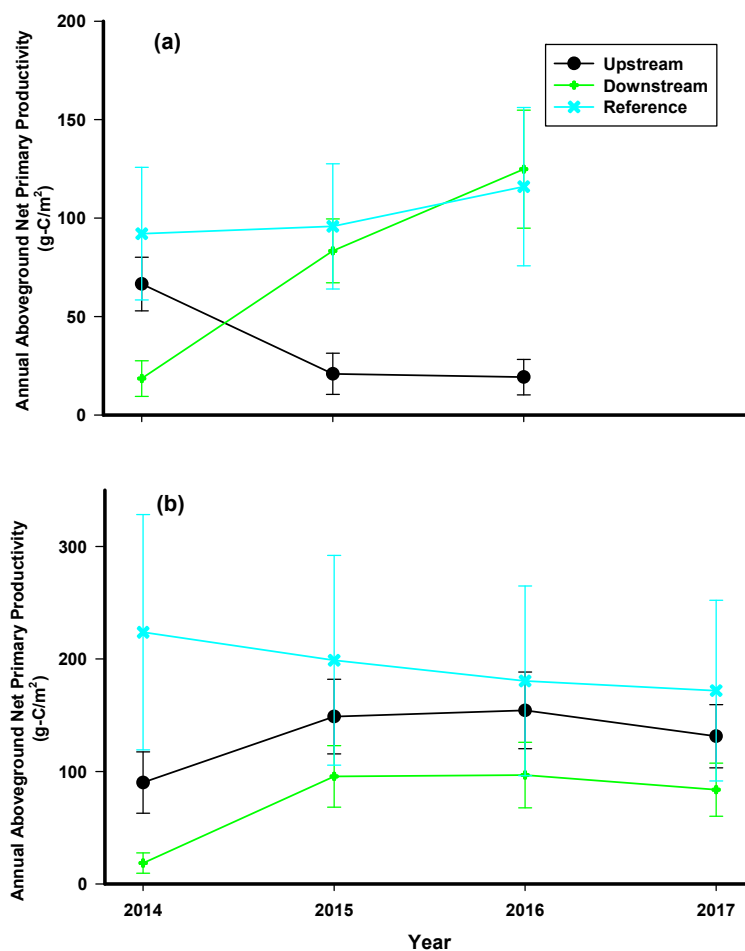 200
(a)
Upstream
Downstream
Reference
150
100
50
0
Annual Aboveground Net Primary Productivity
(g-C/m²)
(b)
300
200
100
0
Annual Aboveground Net Primary Productivity
(g-C/m²)
2014 2015 2016 2017
Year